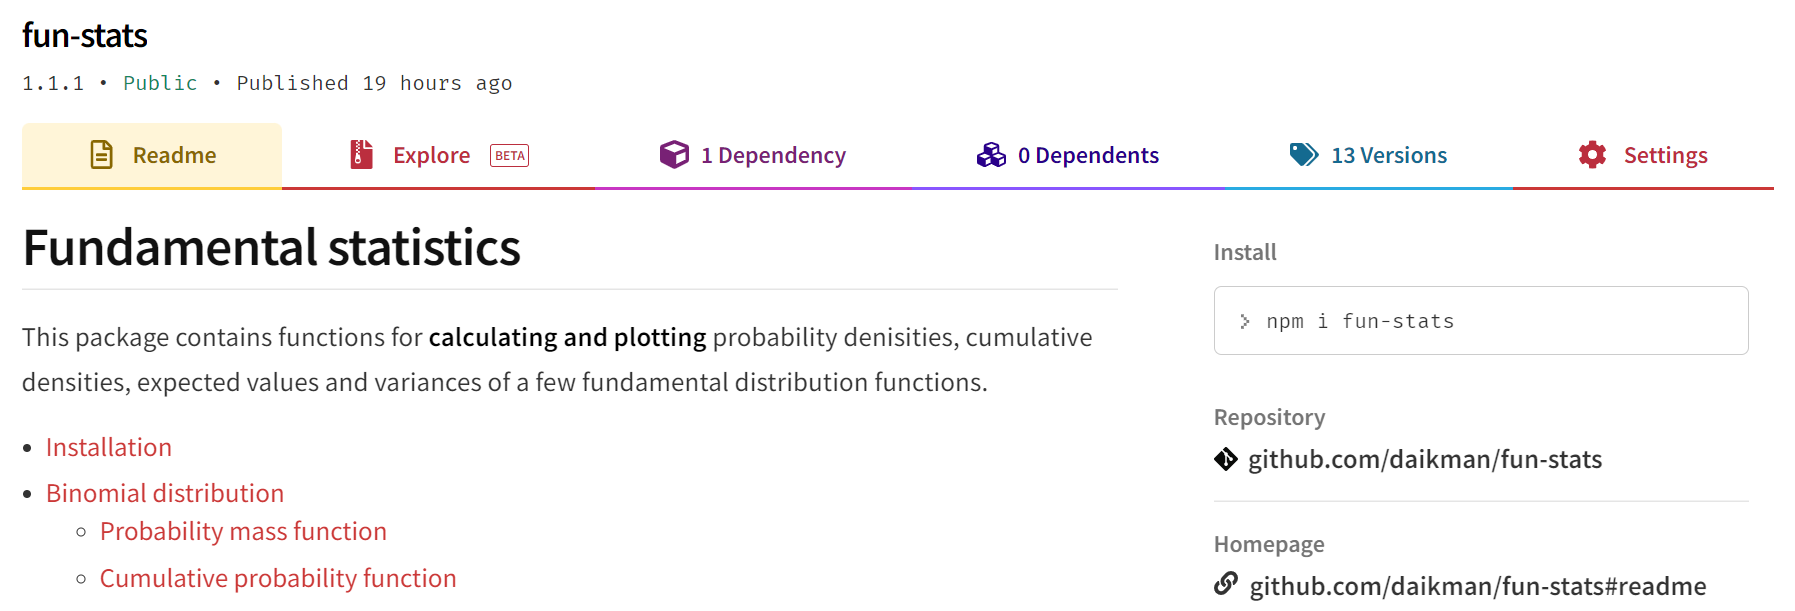 fun-stats
1.1.1 • Public • Published 19 hours ago
Readme
Explore BETA
1 Dependency
0 Dependents
13 Versions
Settings
Fundamental statistics
This package contains functions for calculating and plotting probability denisities, cumulative
densities, expected values and variances of a few fundamental distribution functions.
• Installation
• Binomial distribution
◦ Probability mass function
◦ Cumulative probability function
Install
> npm i fun-stats
Repository
github.com/daikman/fun-stats
Homepage
github.com/daikman/fun-stats#readme